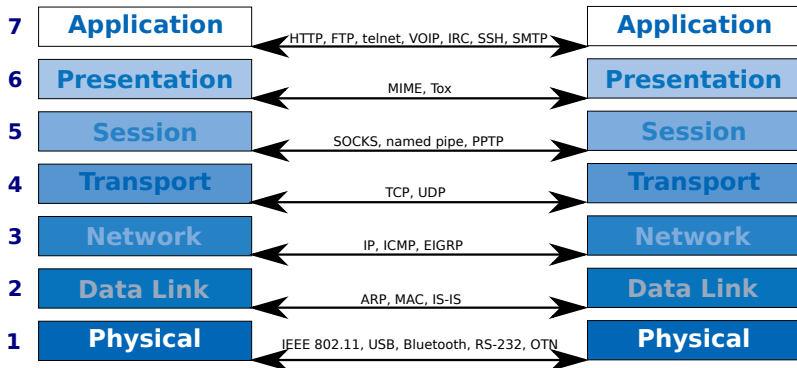 7 Application Application
HTTP, FTP, telnet, VOIP, IRC, SSH, SMTP
6 Presentation Presentation
MIME, Tox
5 Session Session
SOCKS, named pipe, PPTP
4 Transport Transport
TCP, UDP
3 Network Network
IP, ICMP, EIGRP
2 Data Link Data Link
ARP, MAC, IS-IS
1 Physical Physical
IEEE 802.11, USB, Bluetooth, RS-232, OTN